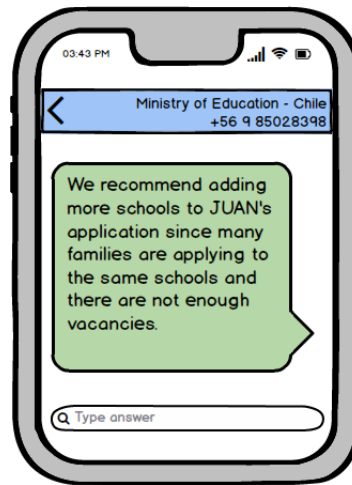 03:43 PM
Ministry of Education - Chile
+56 9 85028398
We recommend adding
more schools to JUAN's
application since many
families are applying to
the same schools and
there are not enough
vacancies.
Type answer